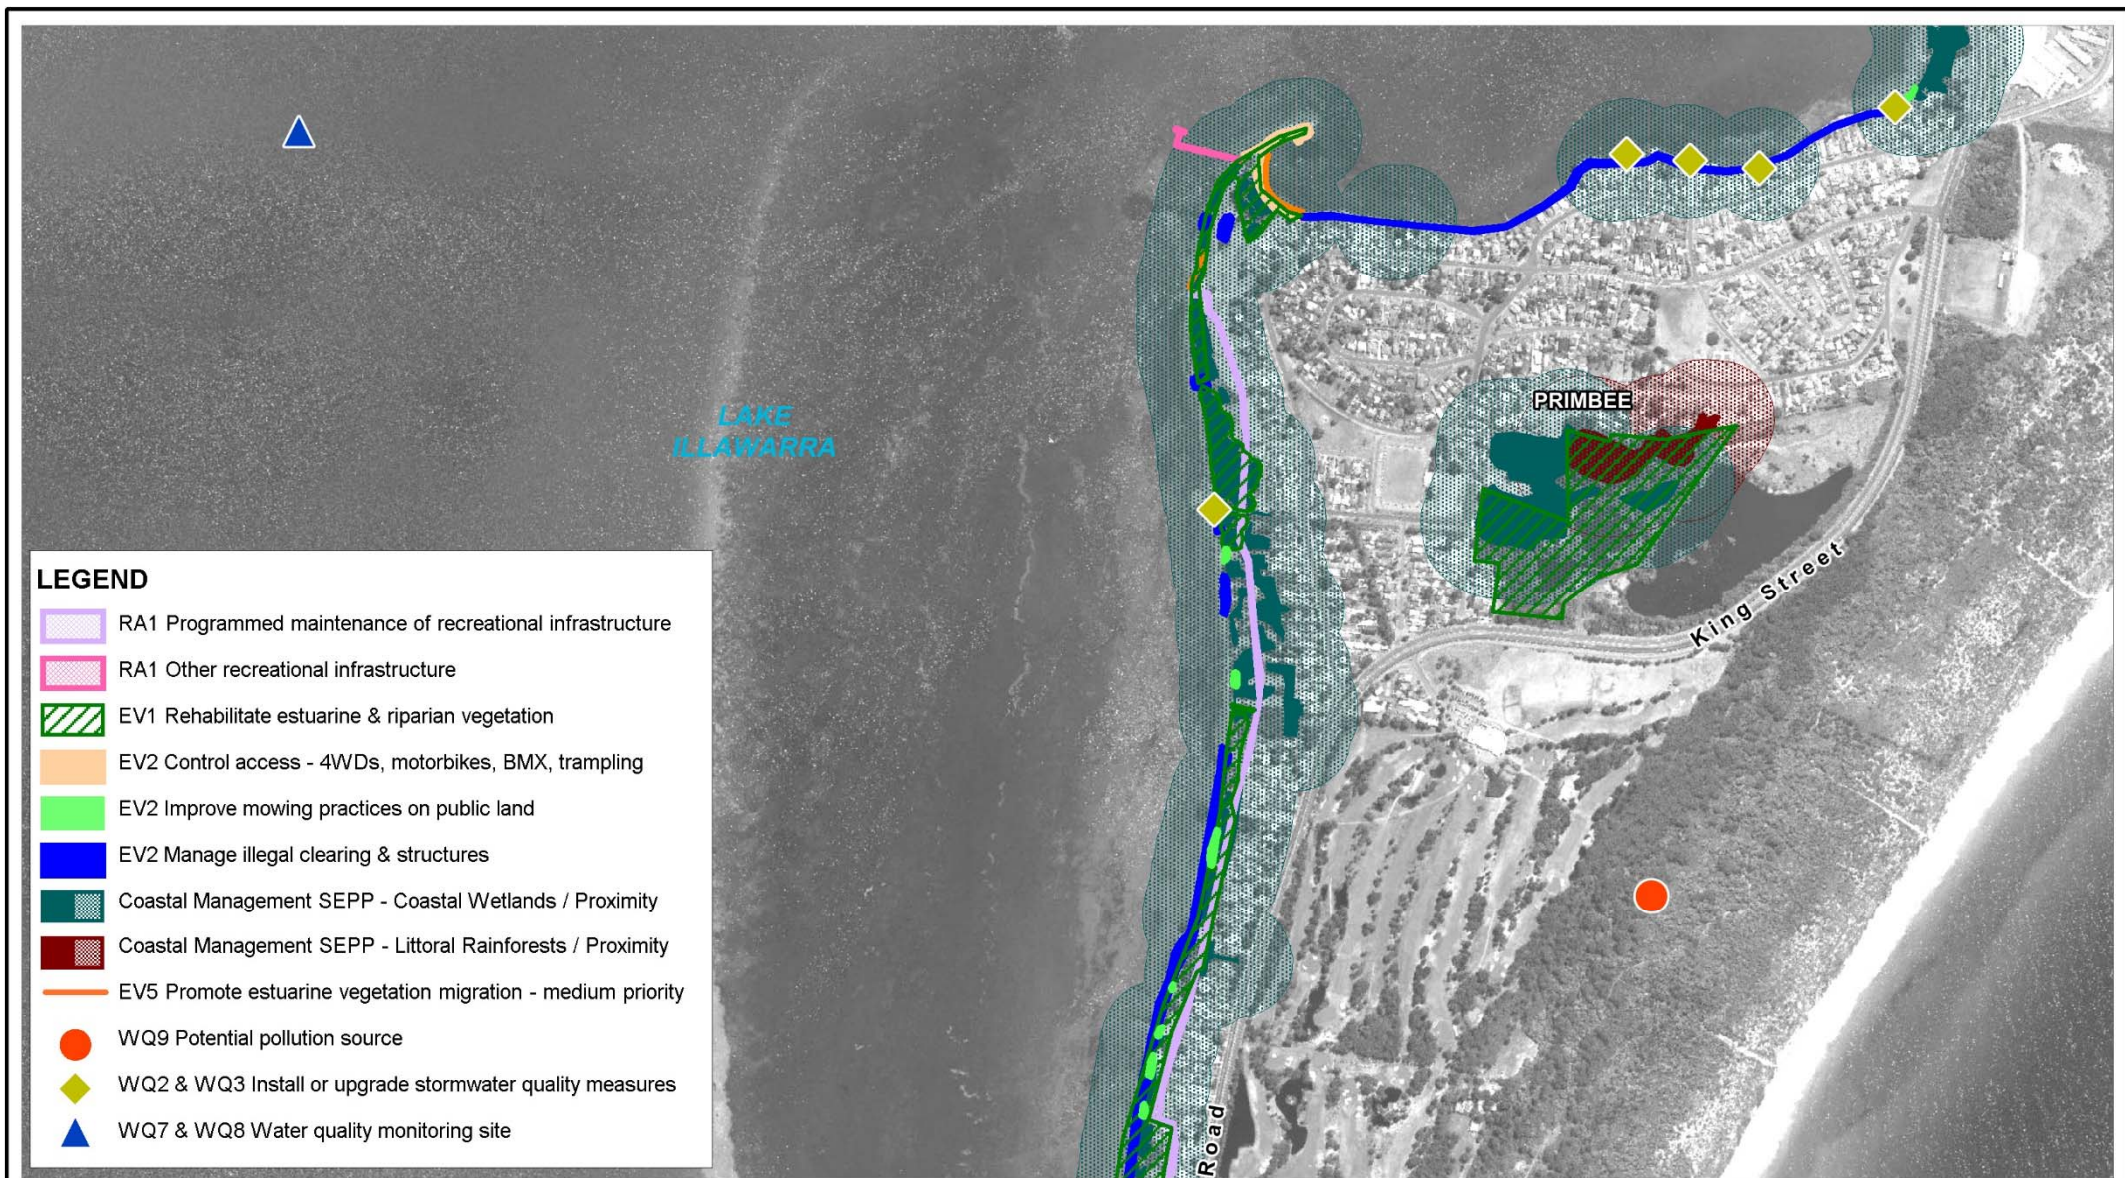 LAKE
ILLAWARRA
PRIMBEE
King Street
Road
LEGEND
RA1 Programmed maintenance of recreational infrastructure
RA1 Other recreational infrastructure
EV1 Rehabilitate estuarine & riparian vegetation
EV2 Control access - 4WDs, motorbikes, BMX, trampling
EV2 Improve mowing practices on public land
EV2 Manage illegal clearing & structures
Coastal Management SEPP - Coastal Wetlands / Proximity
Coastal Management SEPP - Littoral Rainforests / Proximity
EV5 Promote estuarine vegetation migration - medium priority
WQ9 Potential pollution source
WQ2 & WQ3 Install or upgrade stormwater quality measures
WQ7 & WQ8 Water quality monitoring site